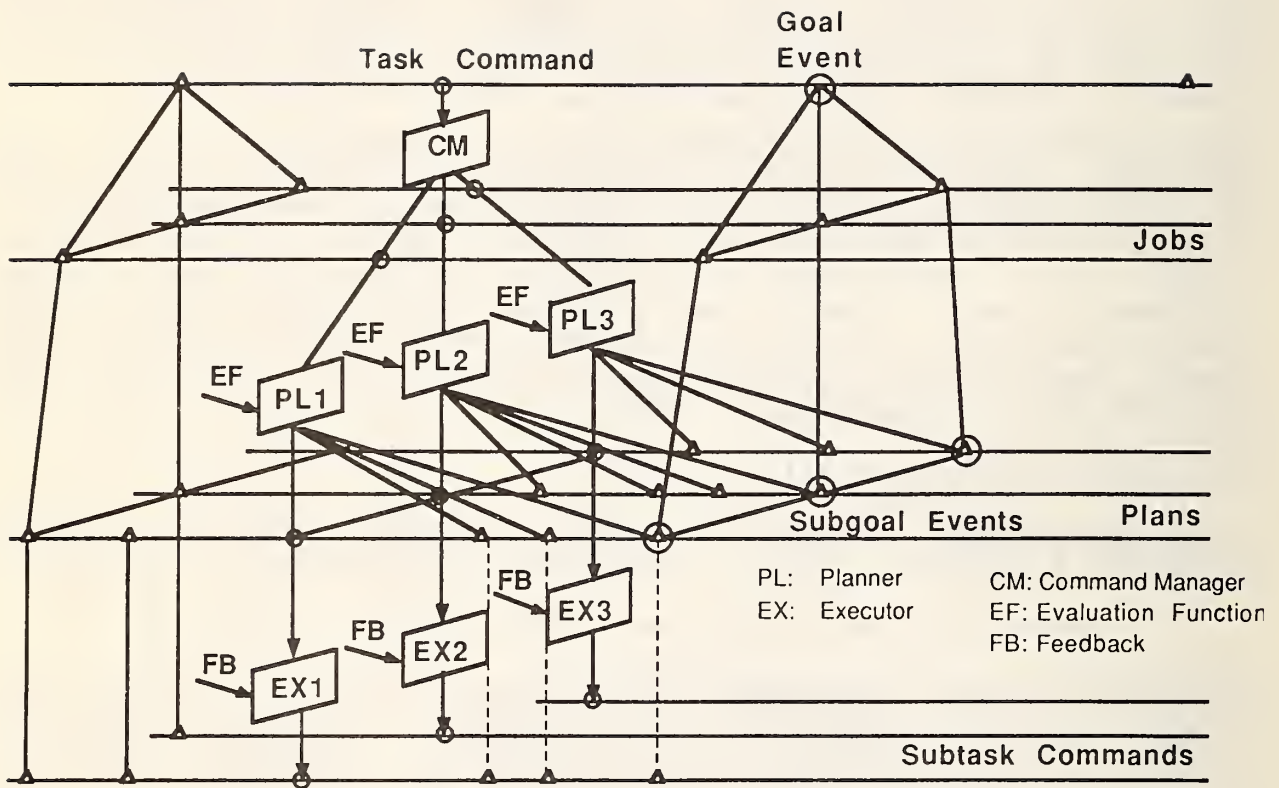 Goal
Event
Task Command
CM
Jobs
EF
PL3
EF
PL2
EF
PL1
Subgoal Events
Plans
PL: Planner
CM: Command Manager
EX: Executor
EF: Evaluation Function
FB: Feedback
FB
EX3
FB
EX2
FB
EX1
Subtask Commands